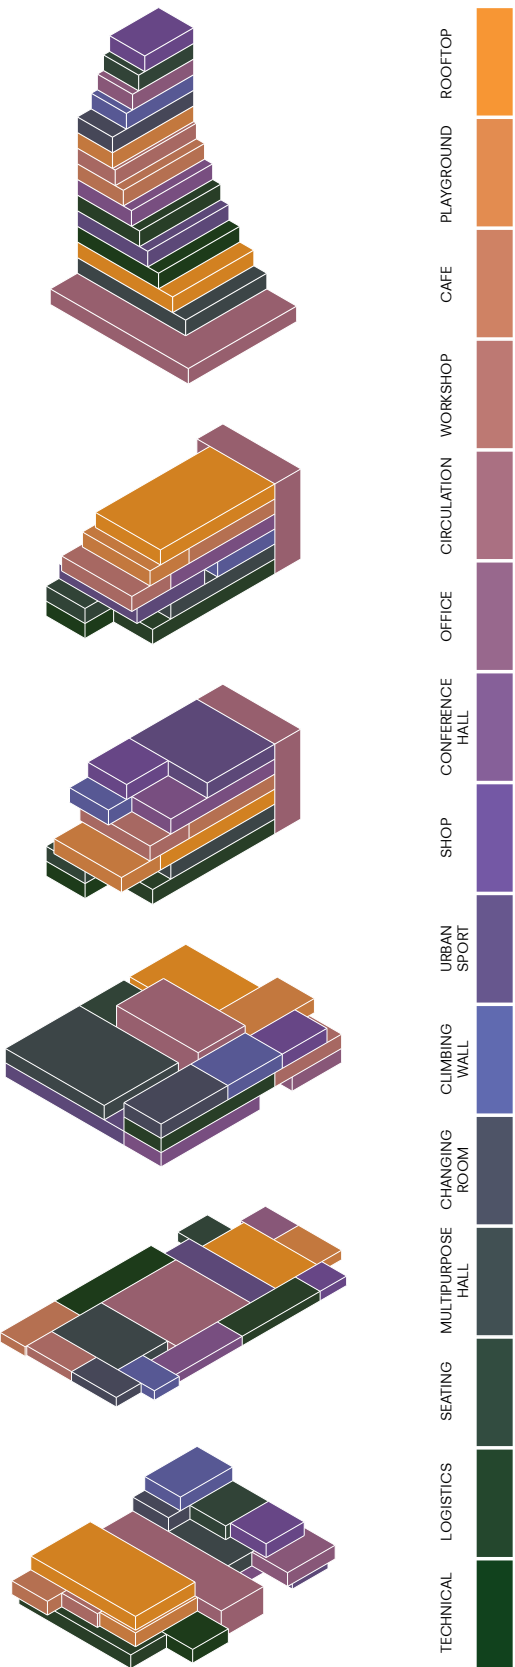 ROOFTOP
PLAYGROUND
CAFE
WORKSHOP
CIRCULATION
OFFICE
CONFERENCE
HALL
SHOP
URBAN
SPORT
CLIMBING
WALL
CHANGING
ROOM
MULTIPURPOSE
HALL
SEATING
LOGISTICS
TECHNICAL